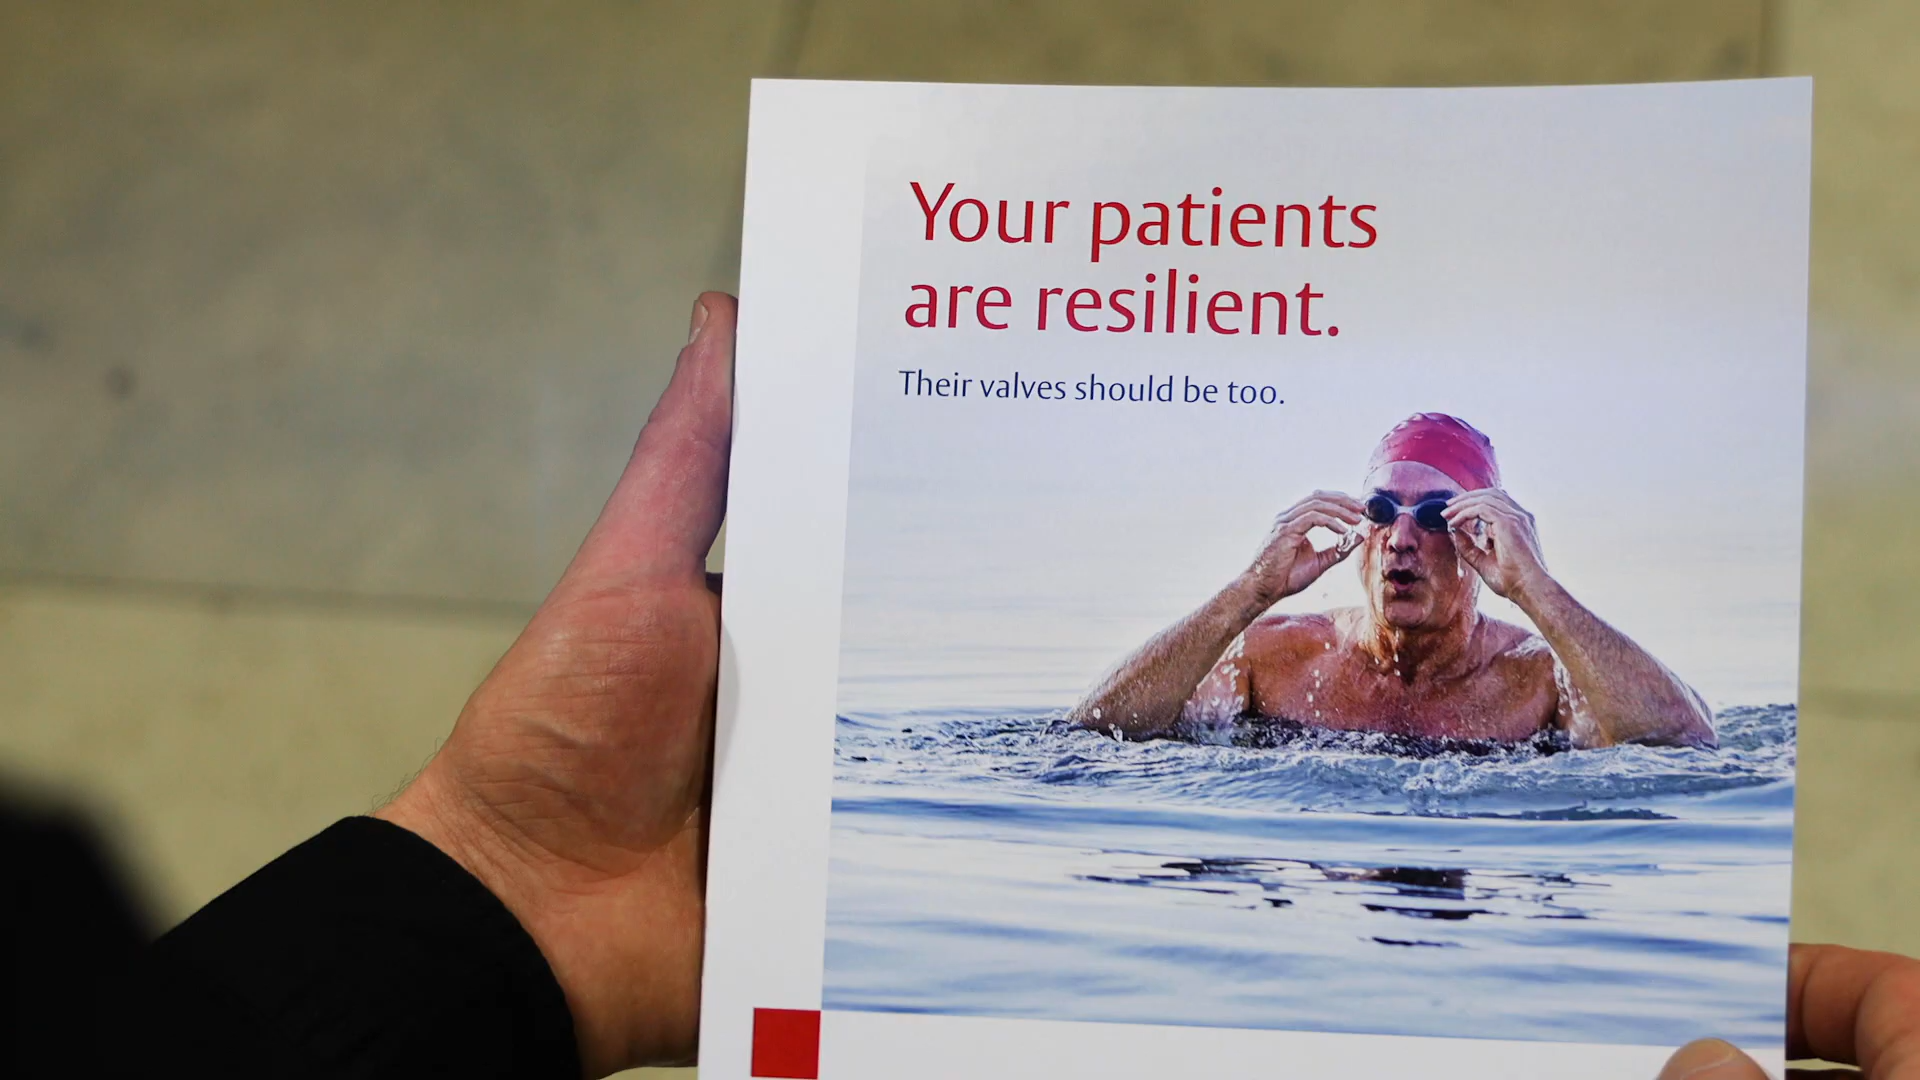 Your patients
are resilient.
Their valves should be too.